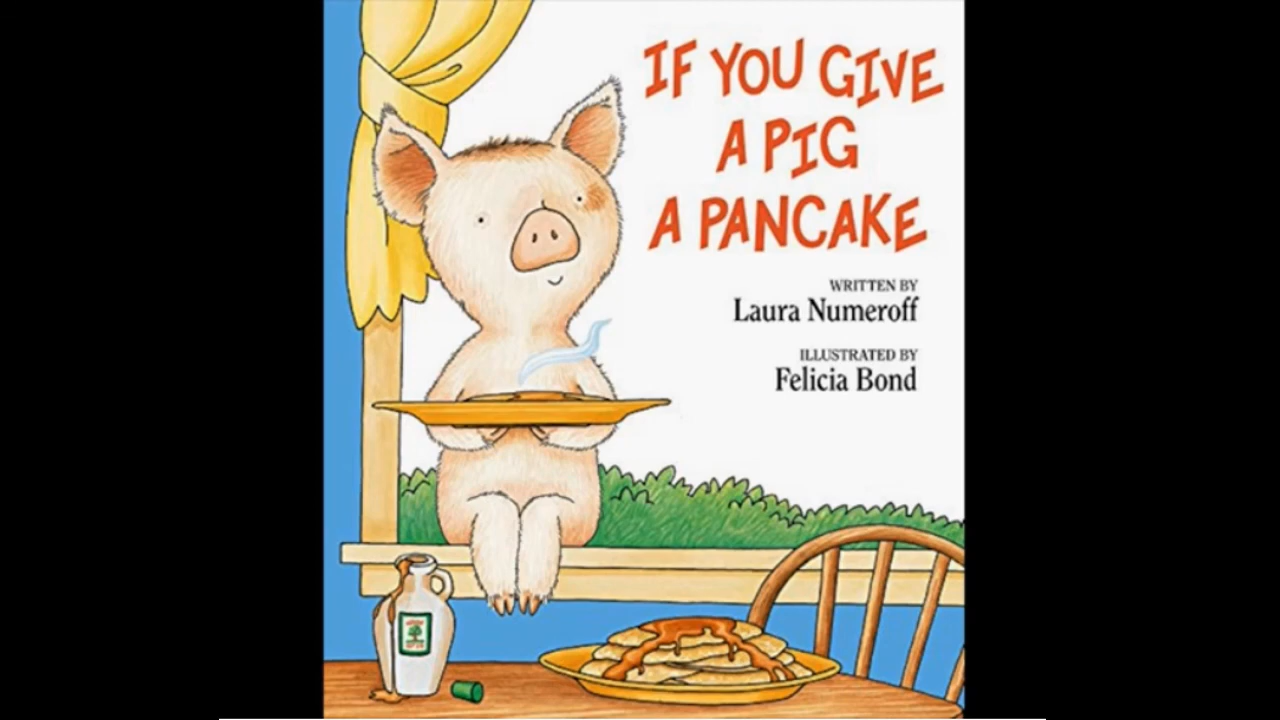 IF YOU GIVE
A PIG
A PANCAKE
WRITTEN BY
Laura Numeroff
ILLUSTRATED BY
Felicia Bond